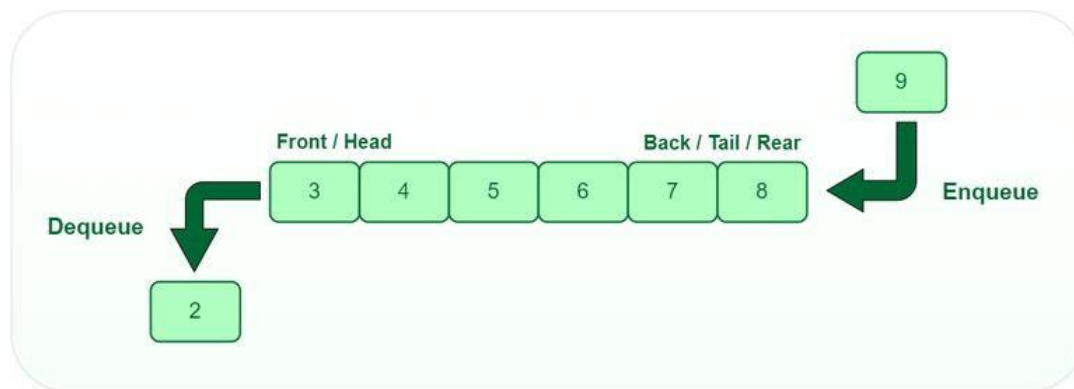 9
Front / Head
Back / Tail / Rear
3 4 5 6 7 8
Enqueue
Dequeue
2